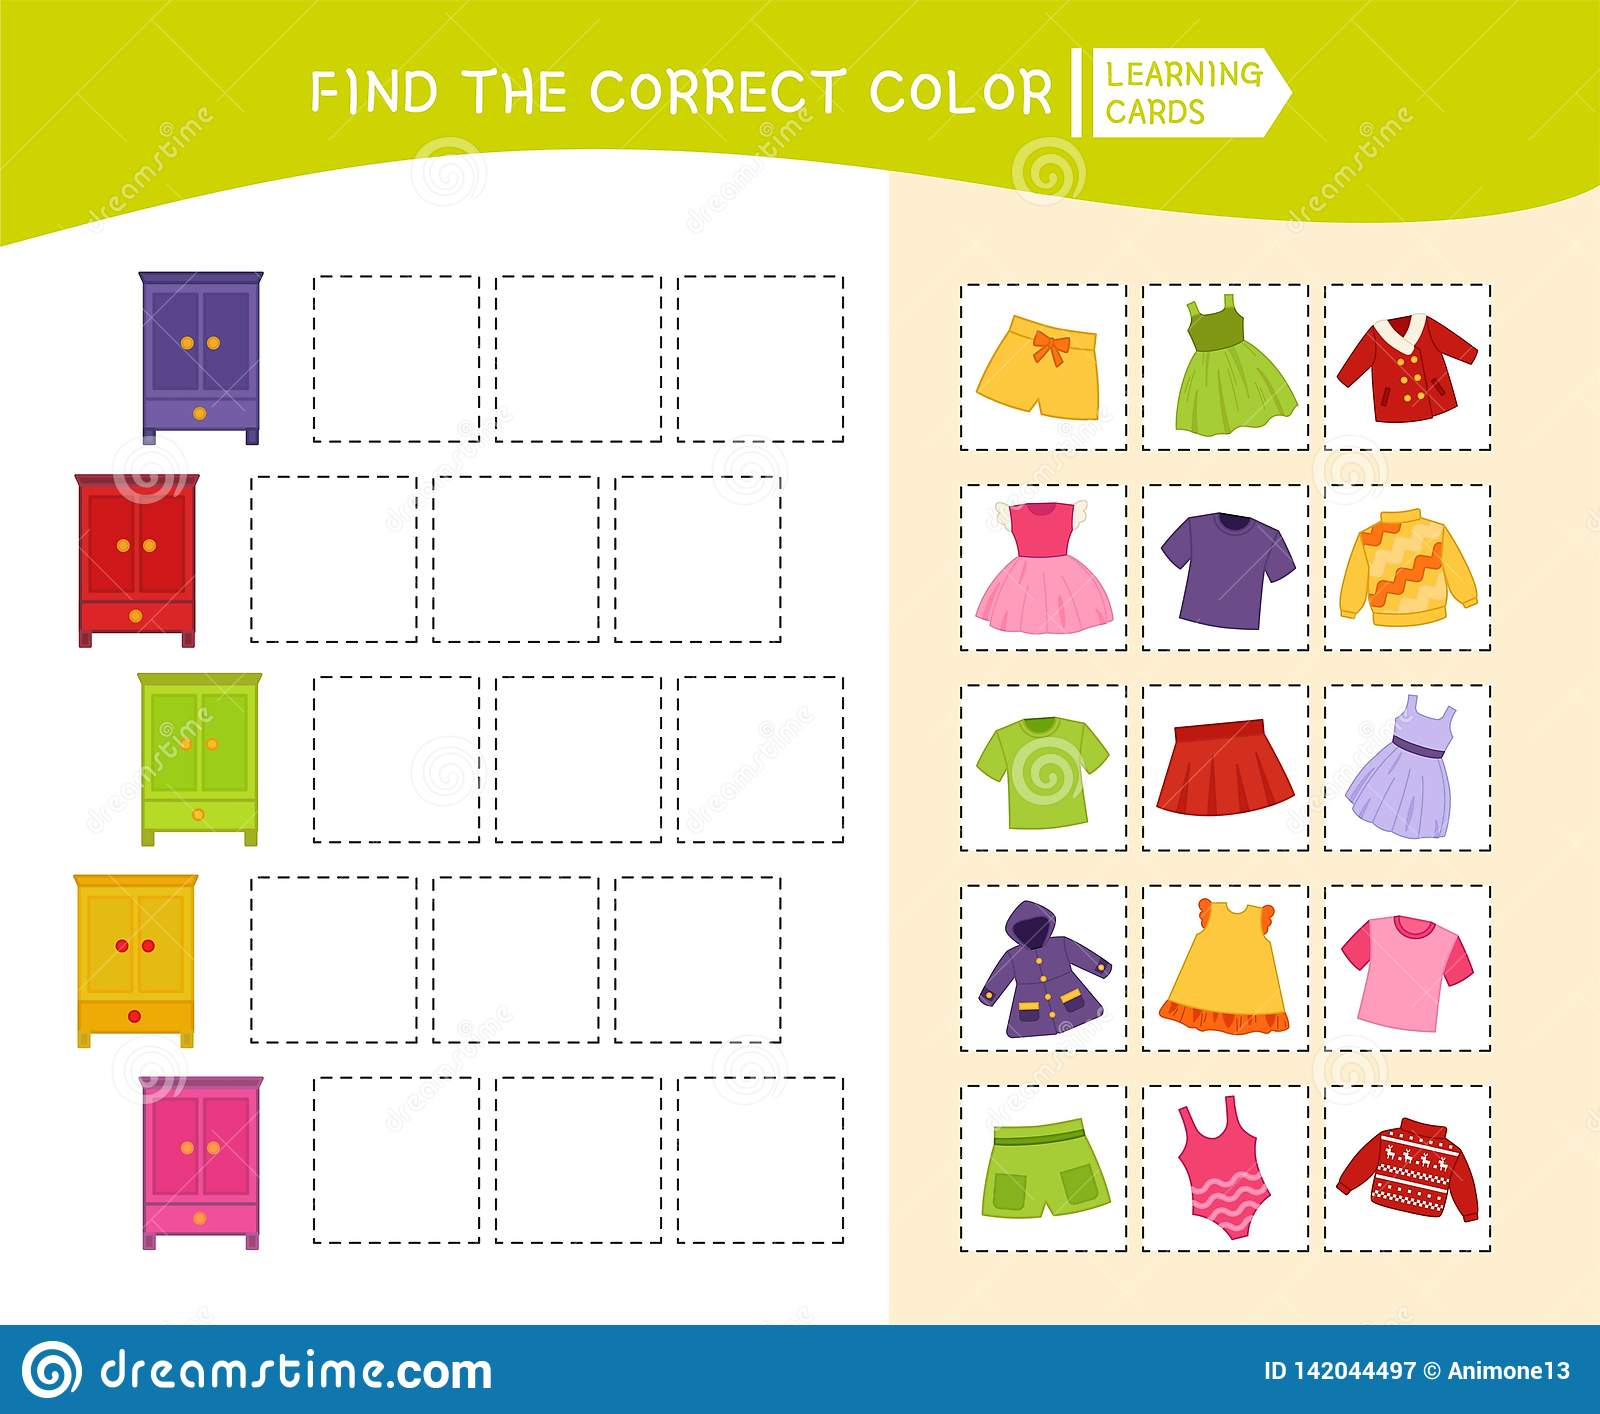 FIND THE CORRECT COLOR
LEARNING
CARDS
dreamstime.com
ID 142044497 © Animone13